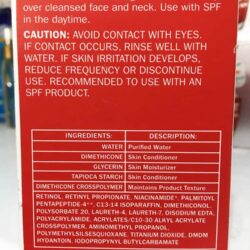 over cleansed face and neck. Use with SPF
in the daytime.
CAUTION: AVOID CONTACT WITH EYES.
IF CONTACT OCCURS, RINSE WELL WITH
WATER. IF SKIN IRRITATION DEVELOPS,
REDUCE FREQUENCY OR DISCONTINUE
USE. RECOMMENDED TO USE WITH AN
SPF PRODUCT.
INGREDIENTS: DESCRIPTION:
WATER Purified Water
DIMETHICONE Skin Conditioner
GLYCERIN Skin Moisturizer
TAPIOCA STARCH Skin Conditioner
DIMETHICONE CROSSPOLYMER Maintains Product Texture
RETINOL, RETINYL PROPIONATE, NIACINAMIDE*, PALMITOYL
PENTAPEPTIDE-4**, C13-14 ISOPARAFFIN, DIMETHICONOL,
POLYSORBATE 20, LAURETH-4, LAURETH-7, DISODIUM EDTA,
POLYACRYLAMIDE, ACRYLATES/C10-30 ALKYL ACRYLATE
CROSSPOLYMER, AMINOMETHYL PROPANOL,
POLYMETHYLSILSESQUIOXANE, TITANIUM DIOXIDE, DMDM
HYDANTOIN, IODOPROPYNYL BUTYLCARBAMATE